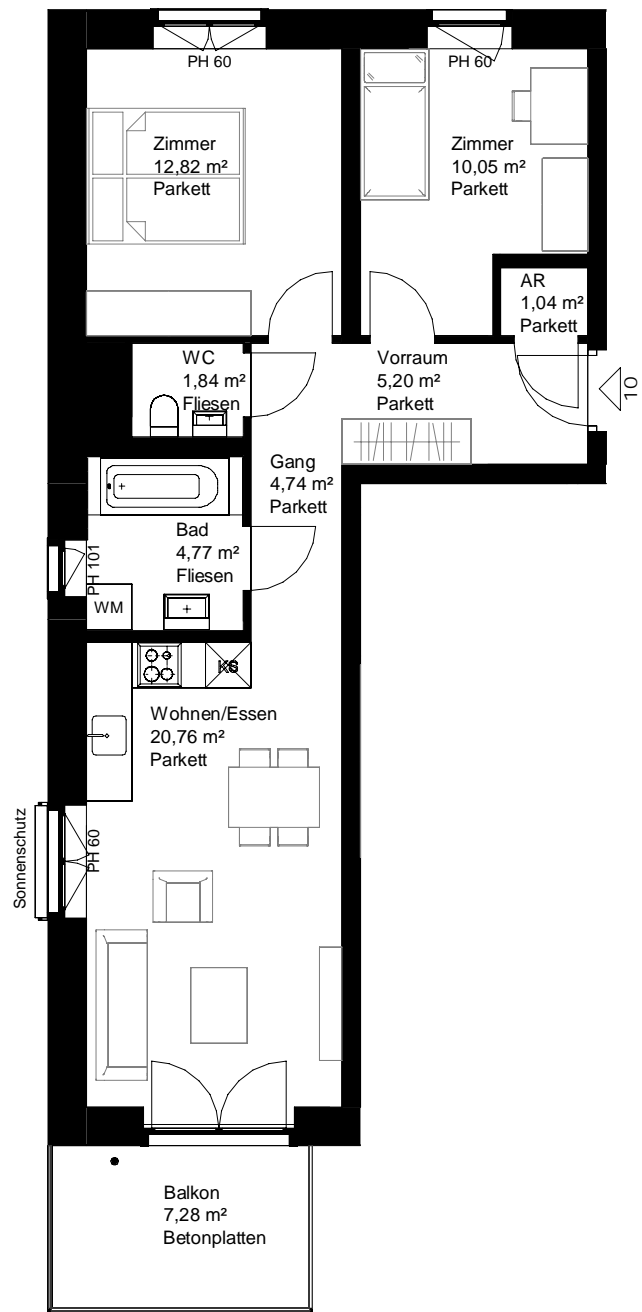 PH 60
PH 60
Zimmer
12,82 m²
Parkett
Zimmer
10,05 m²
Parkett
AR
1,04 m²
Parkett
WC
1,84 m²
Fliesen
Vorraum
5,20 m²
Parkett
10
Gang
4,74 m²
Parkett
Bad
4,77 m²
Fliesen
PH 101
WM
KS
Wohnen/Essen
20,76 m²
Parkett
Sonnenschutz
PH 60
Balkon
7,28 m²
Betonplatten